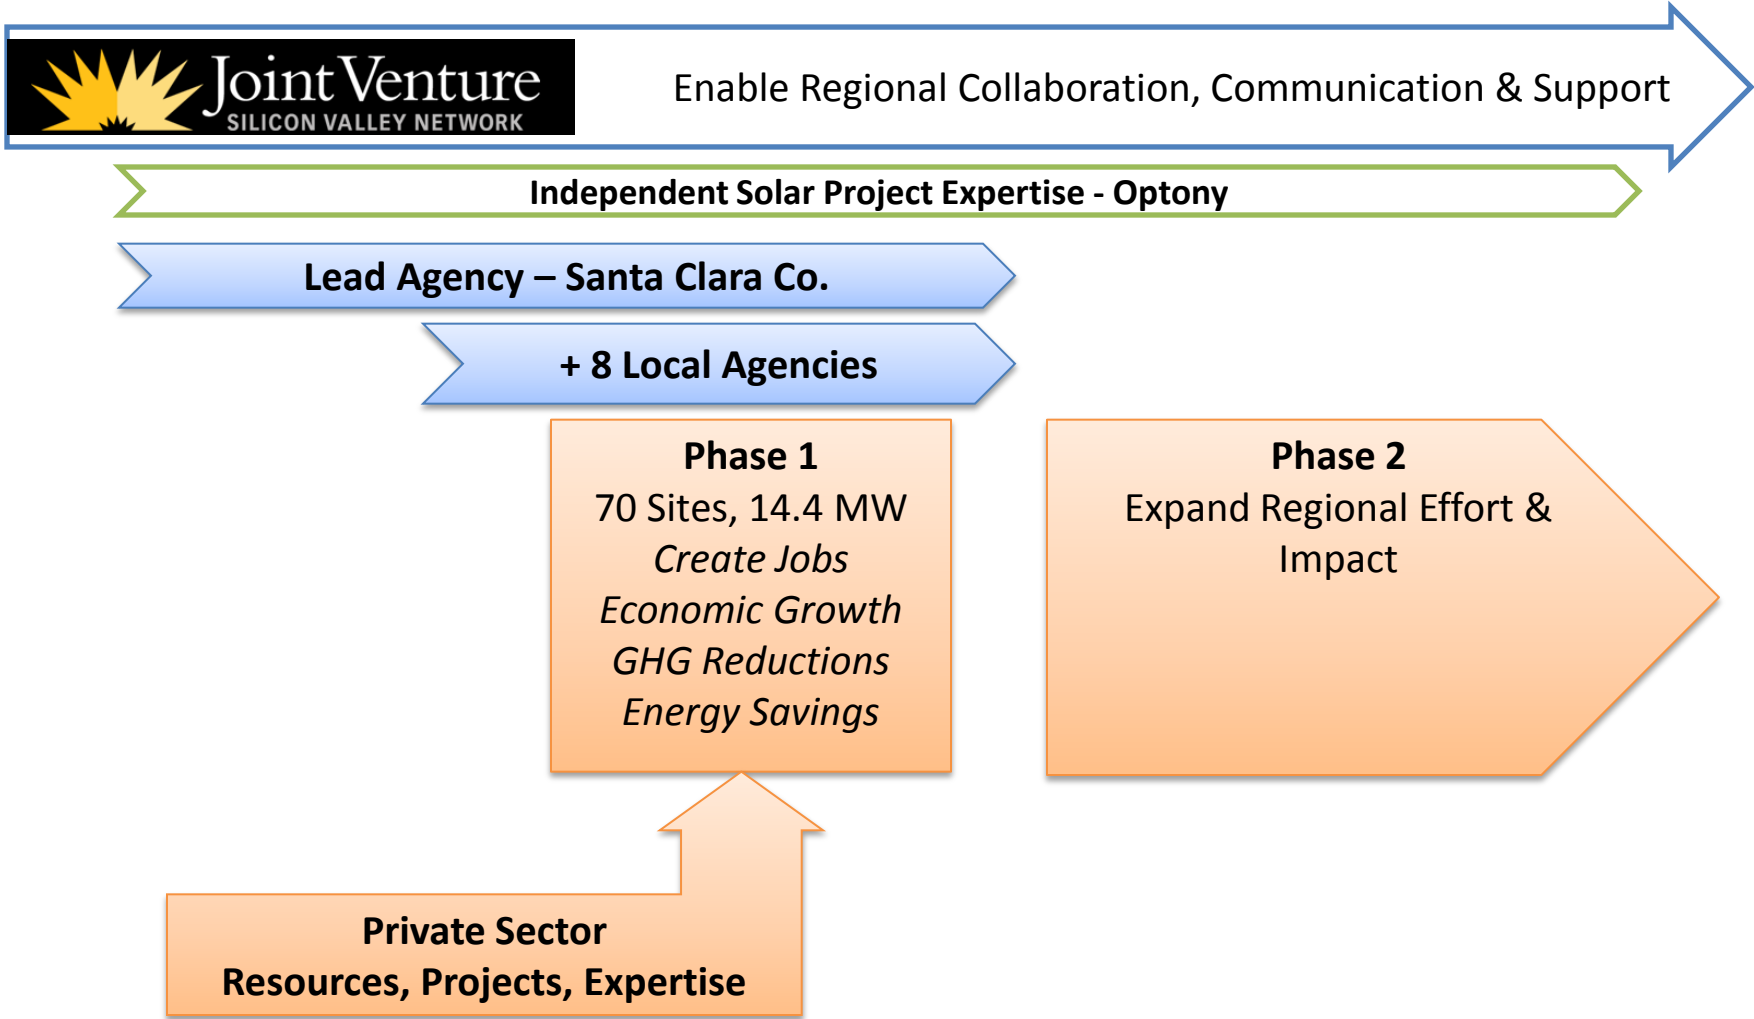 Joint Venture
SILICON VALLEY NETWORK
Enable Regional Collaboration, Communication & Support
Independent Solar Project Expertise - Optony
Lead Agency – Santa Clara Co.
+ 8 Local Agencies
Phase 1
70 Sites, 14.4 MW
Create Jobs
Economic Growth
GHG Reductions
Energy Savings
Phase 2
Expand Regional Effort &
Impact
Private Sector
Resources, Projects, Expertise